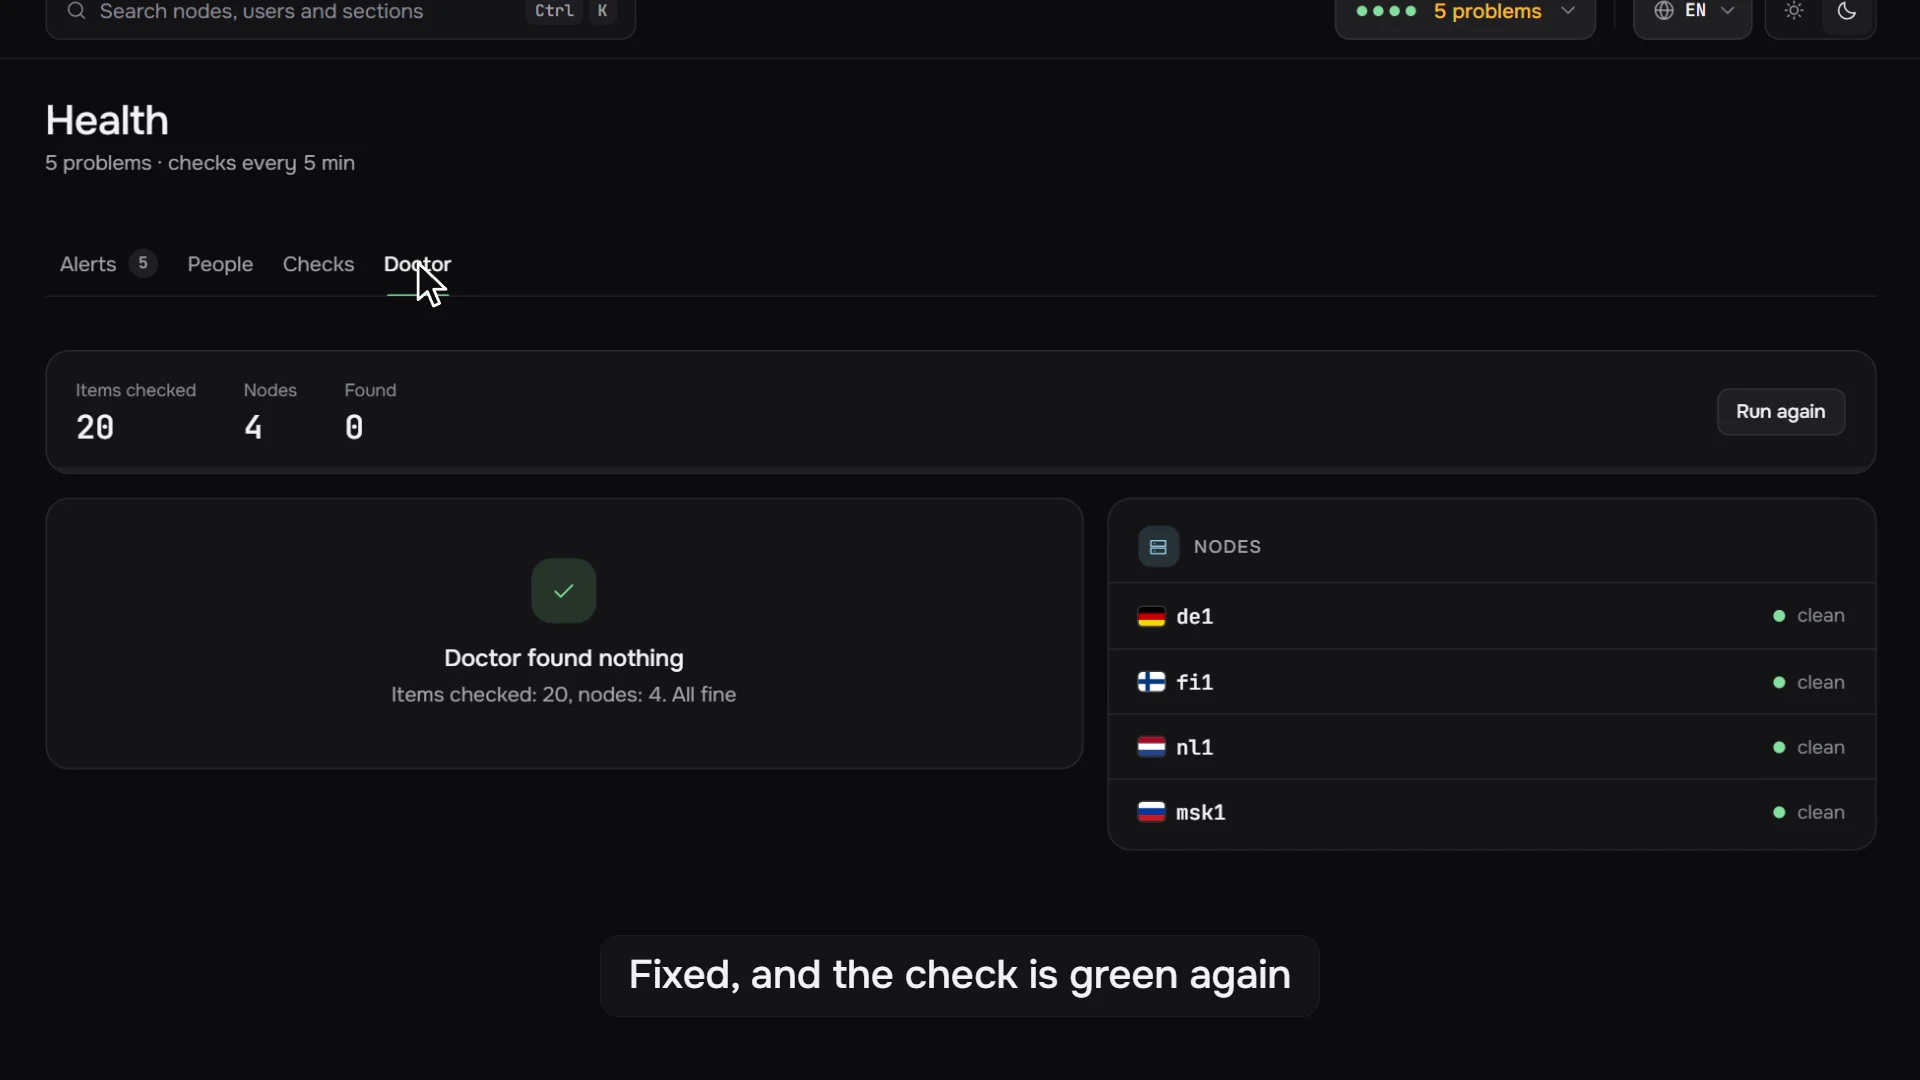 Search nodes, users and sections
Ctrl K
5 problems
EN
Health
5 problems · checks every 5 min
Alerts 5
People
Checks
Doctor
Items checked
20
Nodes
4
Found
0
Run again
Doctor found nothing
Items checked: 20, nodes: 4. All fine
NODES
de1 clean
fi1 clean
nl1 clean
msk1 clean
Fixed, and the check is green again